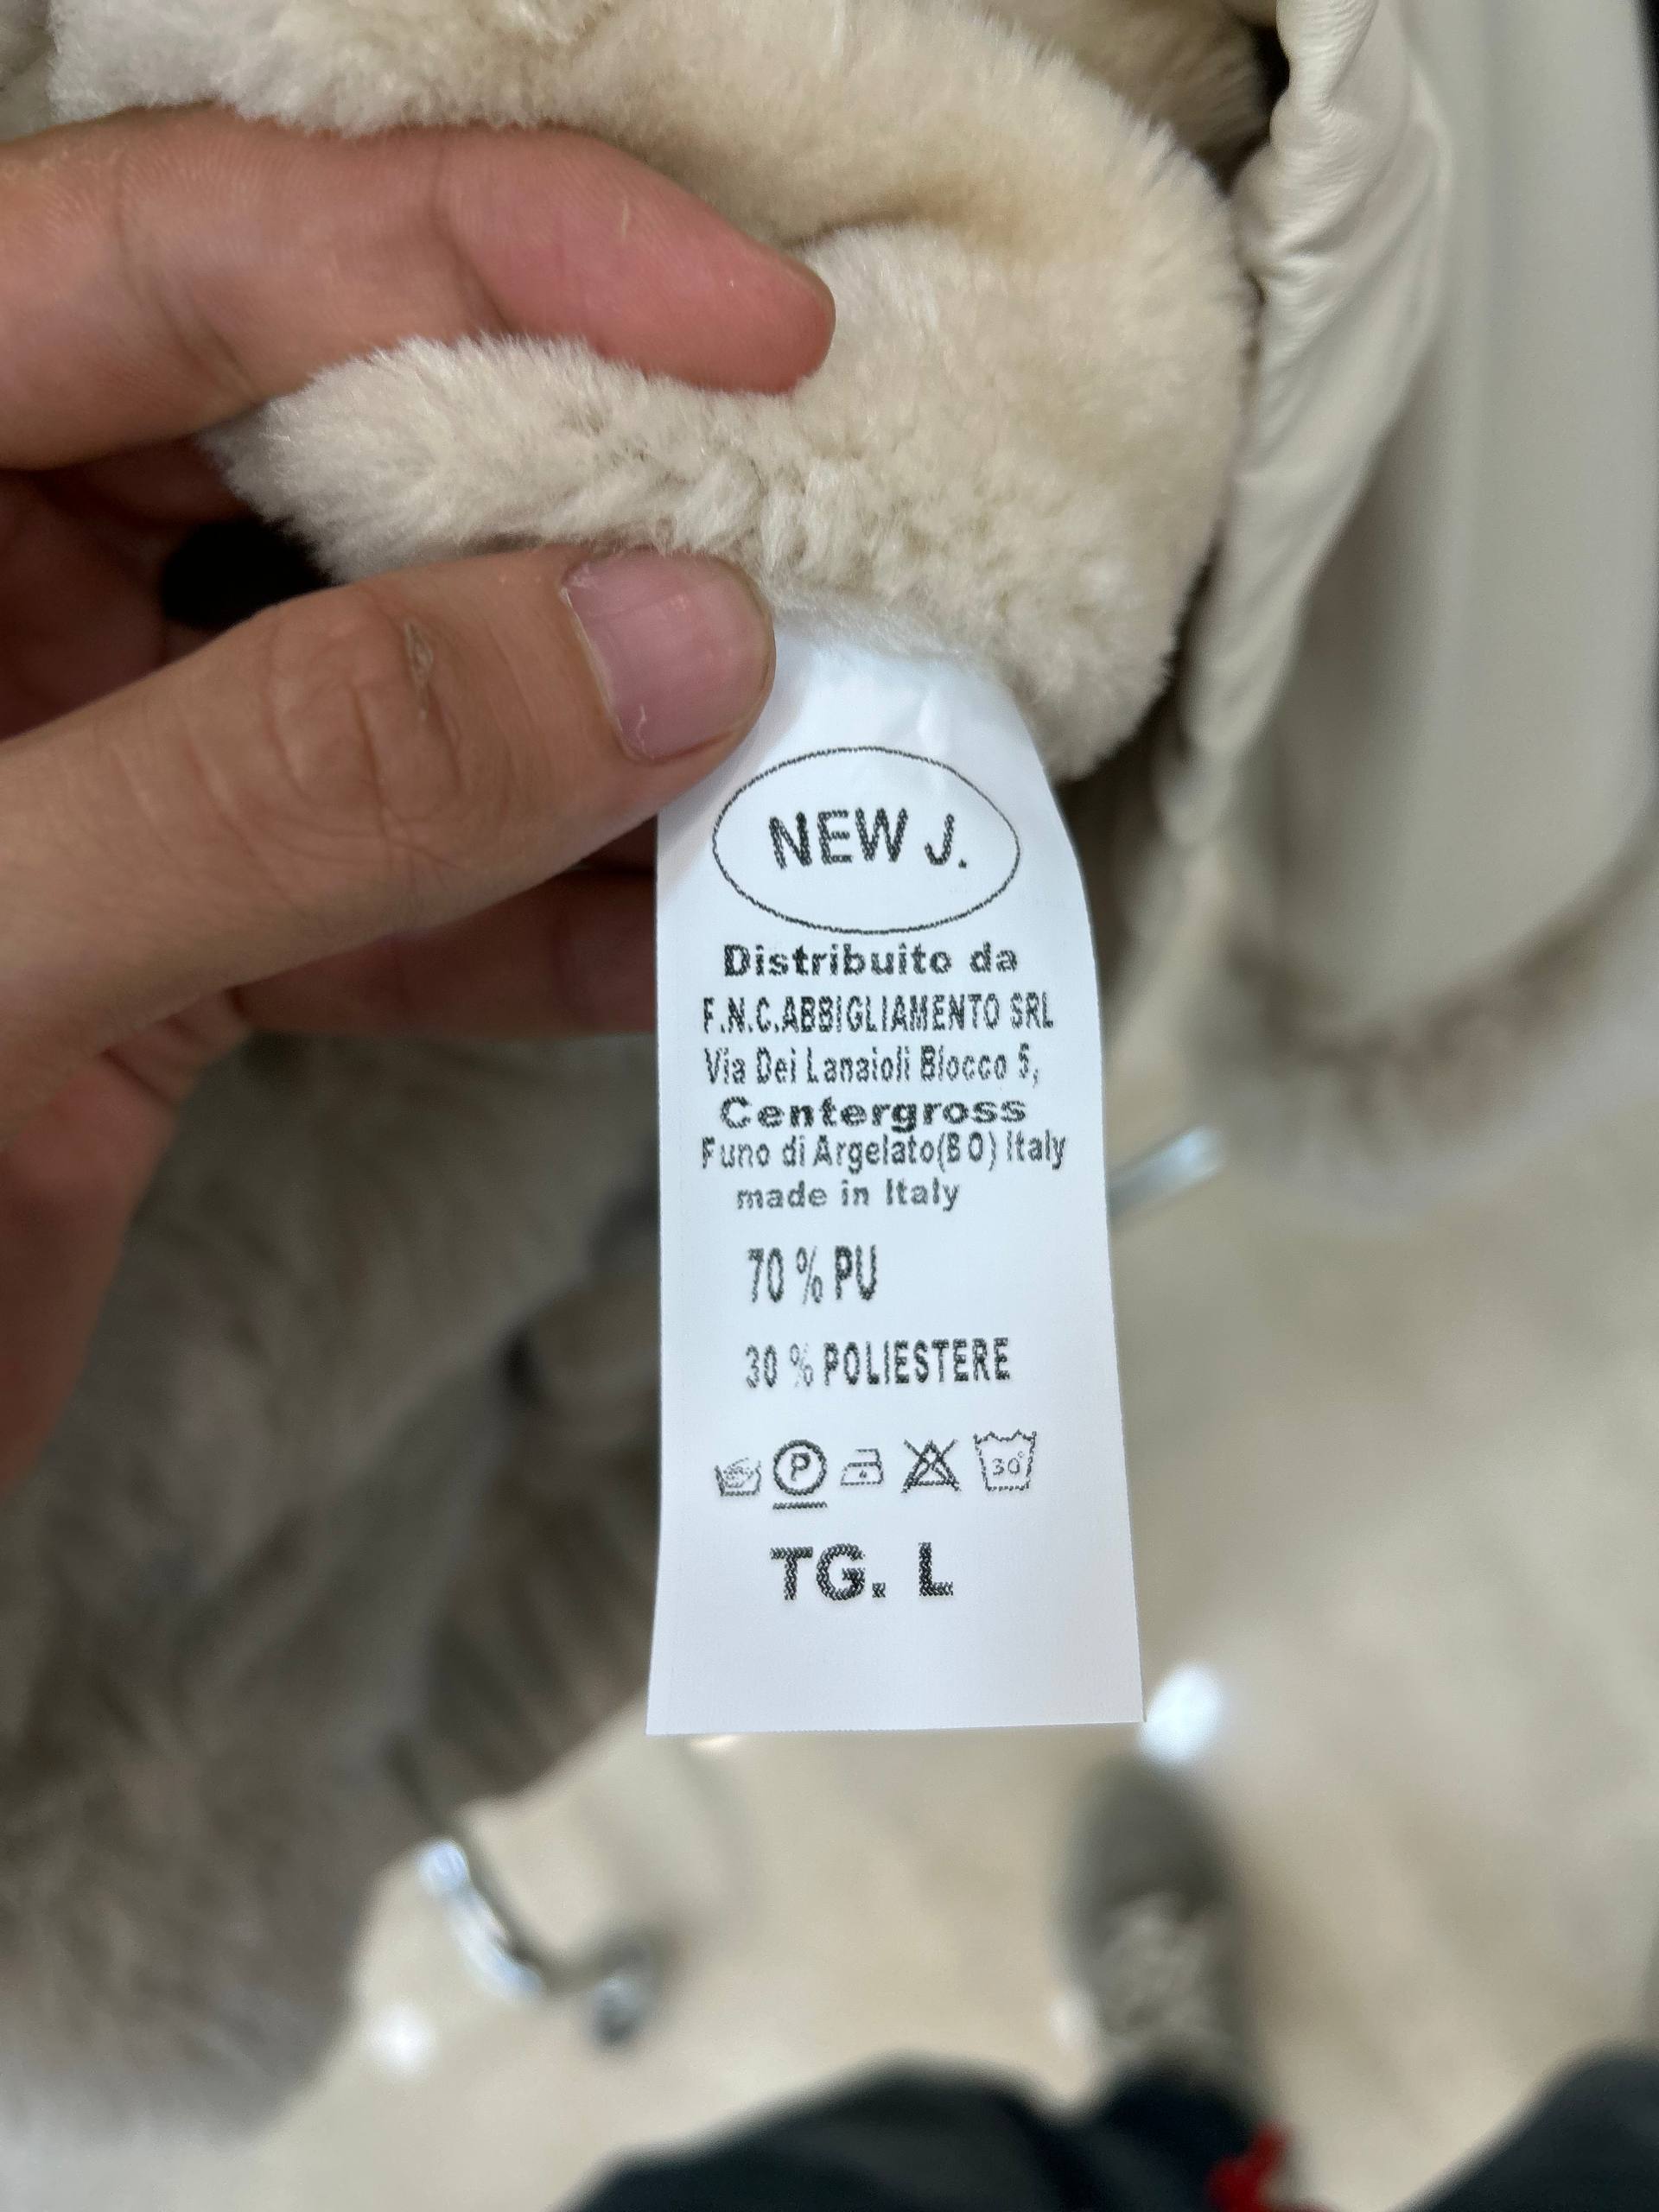 NEW J.
Distribuito da
F.N.C.ABBIGLIAMENTO SRL
Via Dei Lanaioli Blocco 5,
Centergross
Funo di Argelato(BO) Italy
made in Italy
70 % PU
30 % POLIESTERE
P 30°
TG. L